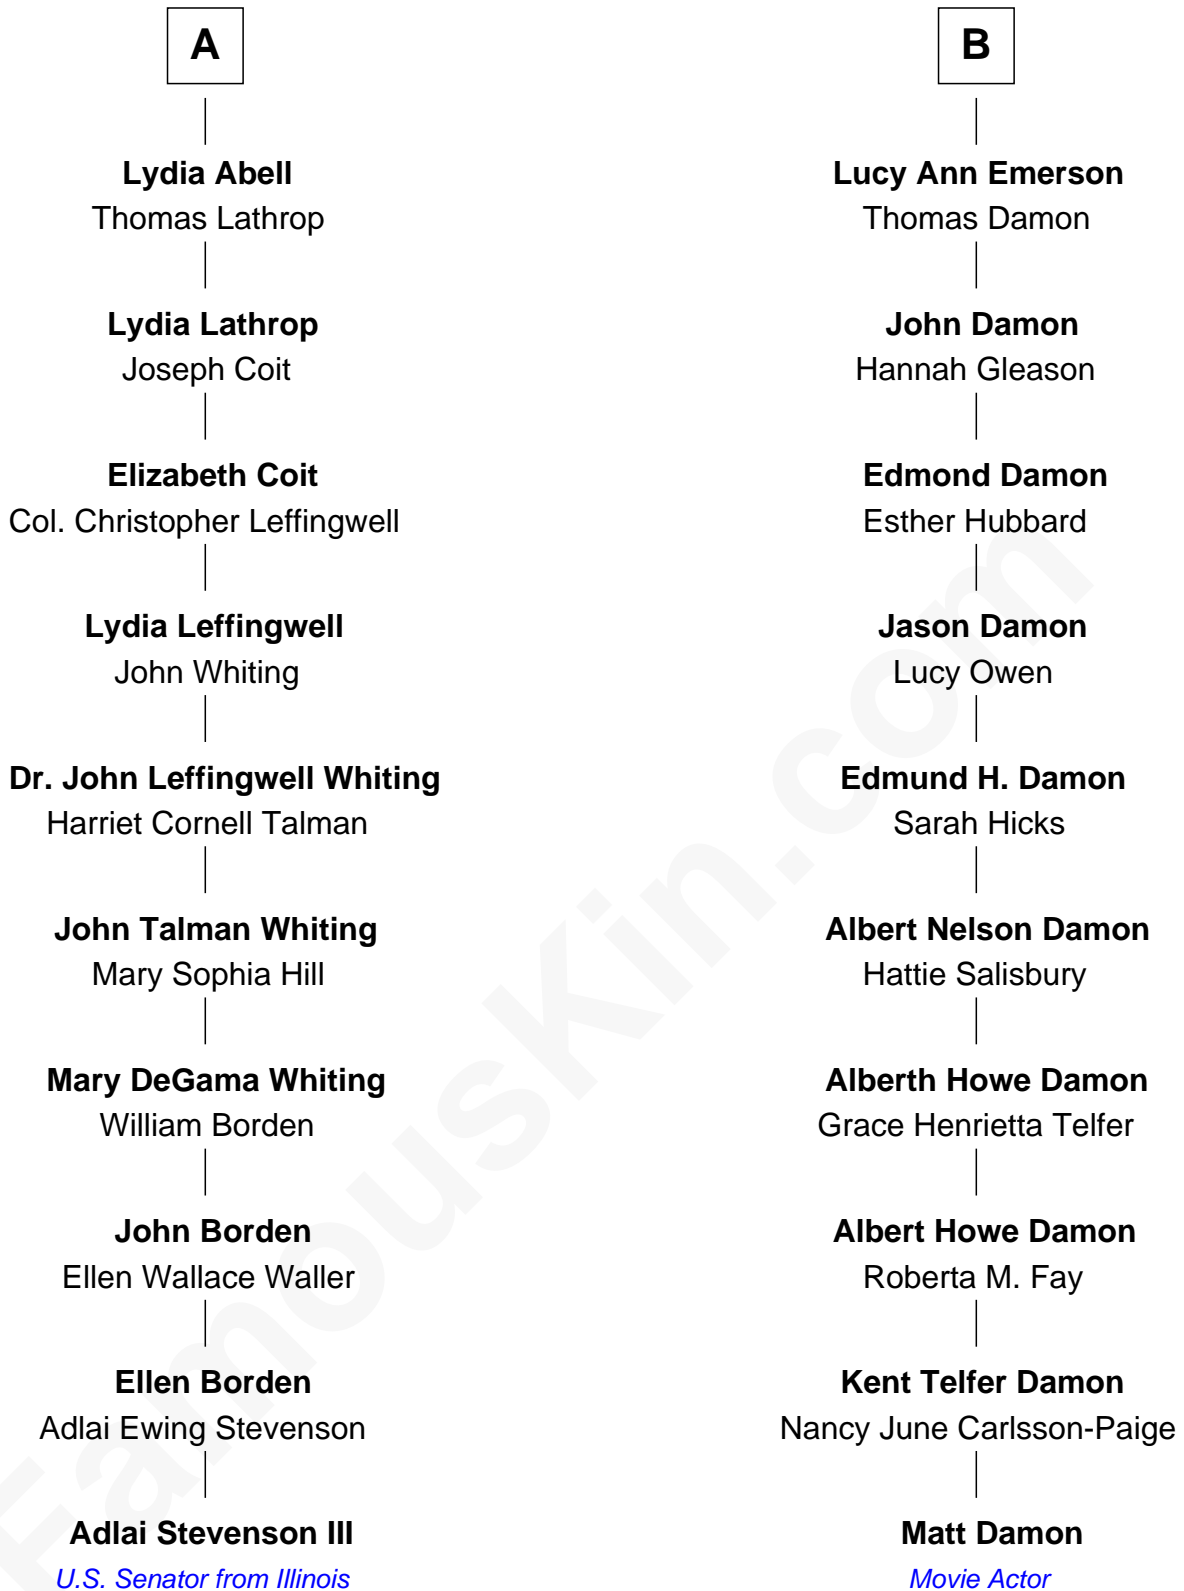 A
Lydia Abell
Thomas Lathrop
Lydia Lathrop
Joseph Coit
Elizabeth Coit
Col. Christopher Leffingwell
Lydia Leffingwell
John Whiting
Dr. John Leffingwell Whiting
Harriet Cornell Talman
John Talman Whiting
Mary Sophia Hill
Mary DeGama Whiting
William Borden
John Borden
Ellen Wallace Waller
Ellen Borden
Adlai Ewing Stevenson
Adlai Stevenson III
U.S. Senator from Illinois
B
Lucy Ann Emerson
Thomas Damon
John Damon
Hannah Gleason
Edmond Damon
Esther Hubbard
Jason Damon
Lucy Owen
Edmund H. Damon
Sarah Hicks
Albert Nelson Damon
Hattie Salisbury
Alberth Howe Damon
Grace Henrietta Telfer
Albert Howe Damon
Roberta M. Fay
Kent Telfer Damon
Nancy June Carlsson-Paige
Matt Damon
Movie Actor
FamousKin.com